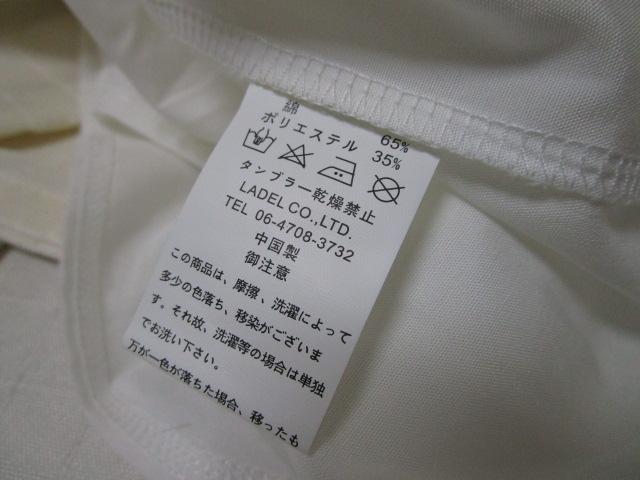 綿 65%
ポリエステル 35%
タンブラー乾燥禁止
LADEL CO.,LTD.
TEL 06-4708-3732
中国製
御注意
この商品は、摩擦、洗濯によって
多少の色落ち、移染がございま
す。それ故、洗濯等の場合は単独
でお洗い下さい。
万が一色が落ちた場合、移ったも